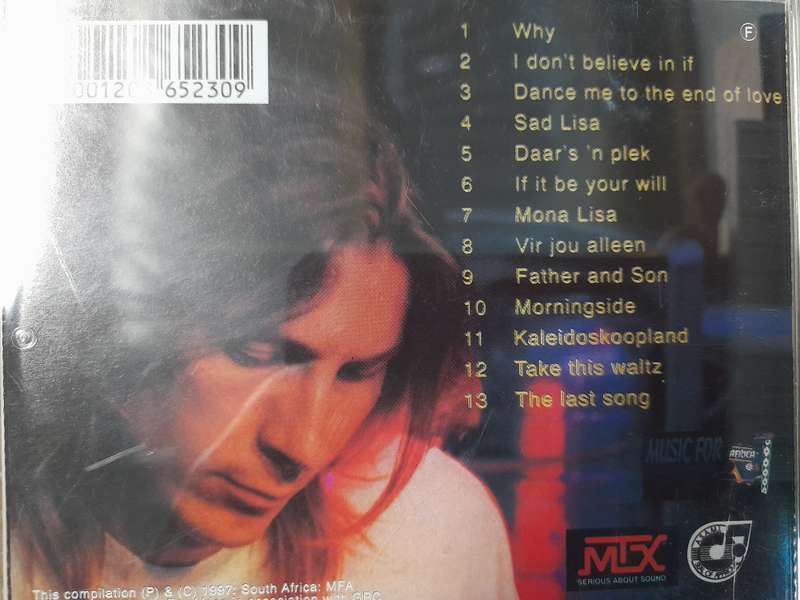 652309
1 Why
2 I don't believe in if
3 Dance me to the end of love
4 Sad Lisa
5 Daar's 'n plek
6 If it be your will
7 Mona Lisa
8 Vir jou alleen
9 Father and Son
10 Morningside
11 Kaleidoskoopland
12 Take this waltz
13 The last song
F
MUSIC FOR
AFRICA
MTX
SERIOUS ABOUT SOUND
This compilation (P) & (C) 1997: South Africa: MFA